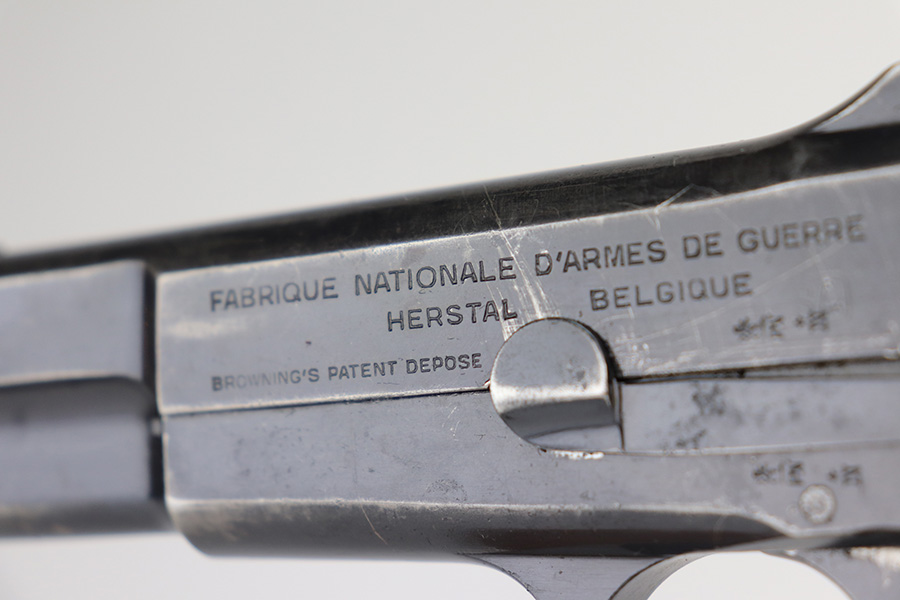 FABRIQUE NATIONALE D'ARMES DE GUERRE
HERSTAL BELGIQUE
BROWNING'S PATENT DEPOSE